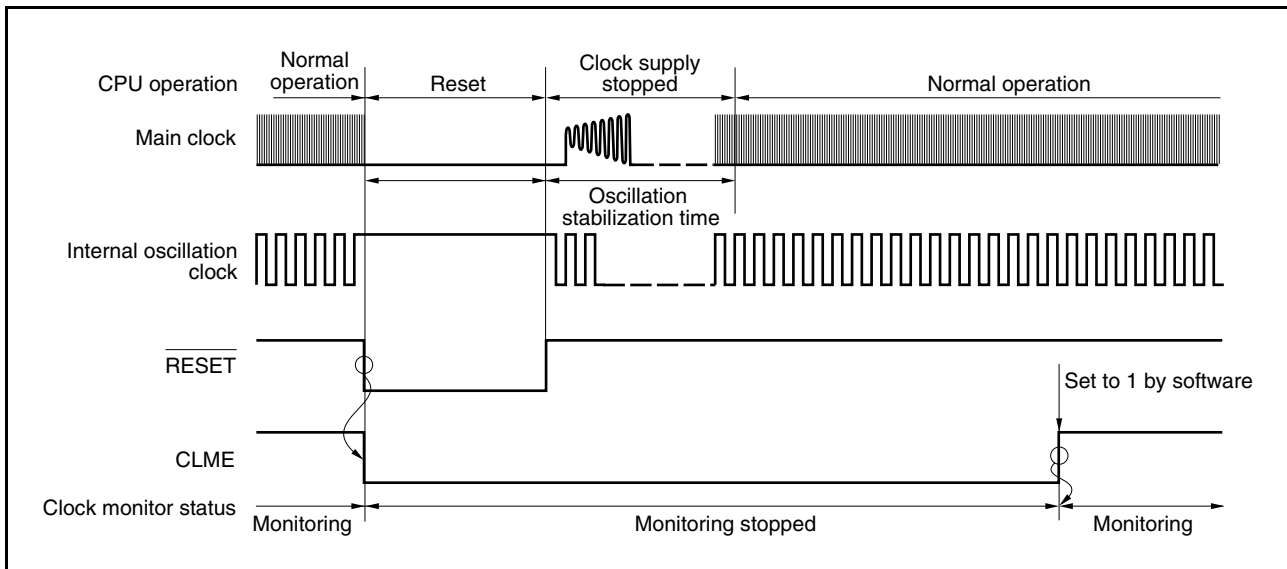 CPU operation
Normal
operation
Reset
Clock supply
stopped
Normal operation
Main clock
Oscillation
stabilization time
Internal oscillation
clock
RESET
Set to 1 by software
CLME
Clock monitor status
Monitoring
Monitoring stopped
Monitoring